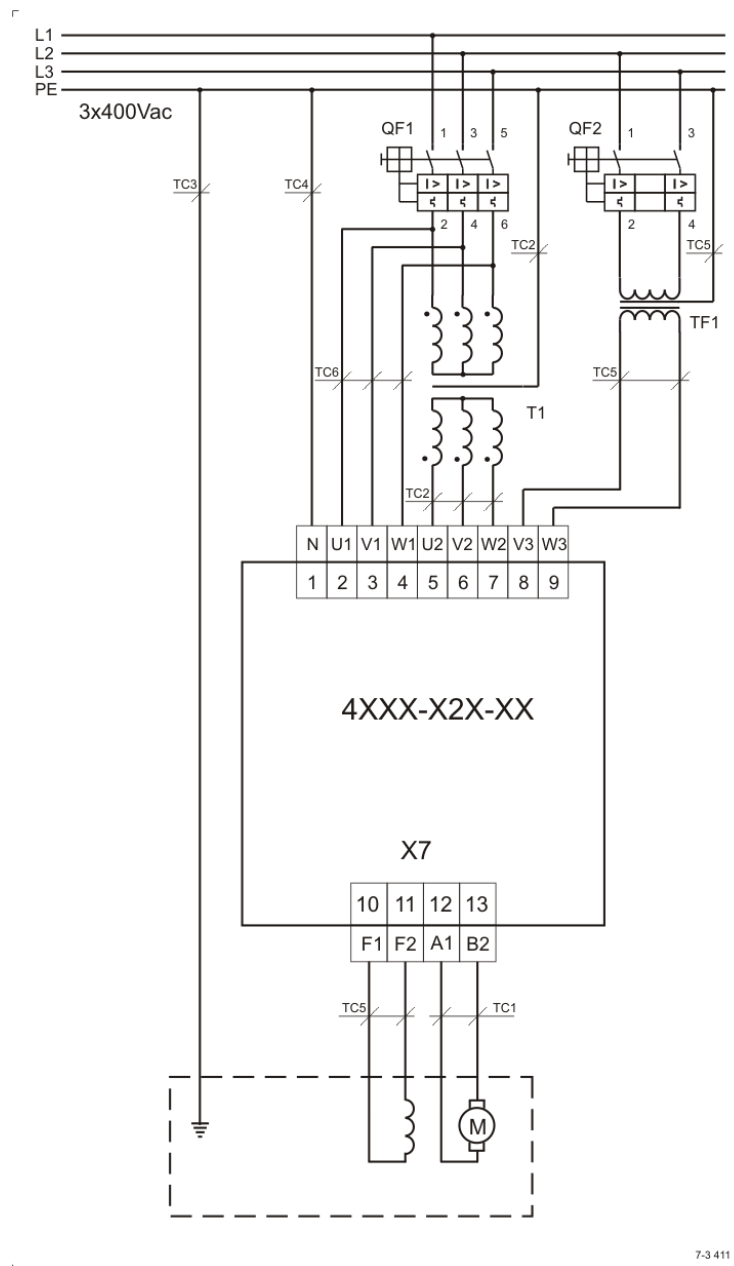 L1
L2
L3
PE
3x400Vac
QF1
1 3 5
QF2
1 3
TC3
TC4
I > I > I >
I > I >
2 4 6
2 4
TC2
TC5
TF1
TC6
TC5
T1
TC2
N U1 V1 W1 U2 V2 W2 V3 W3
1 2 3 4 5 6 7 8 9
4XXX-X2X-XX
X7
10 11 12 13
F1 F2 A1 B2
TC5
TC1
M
7-3 411